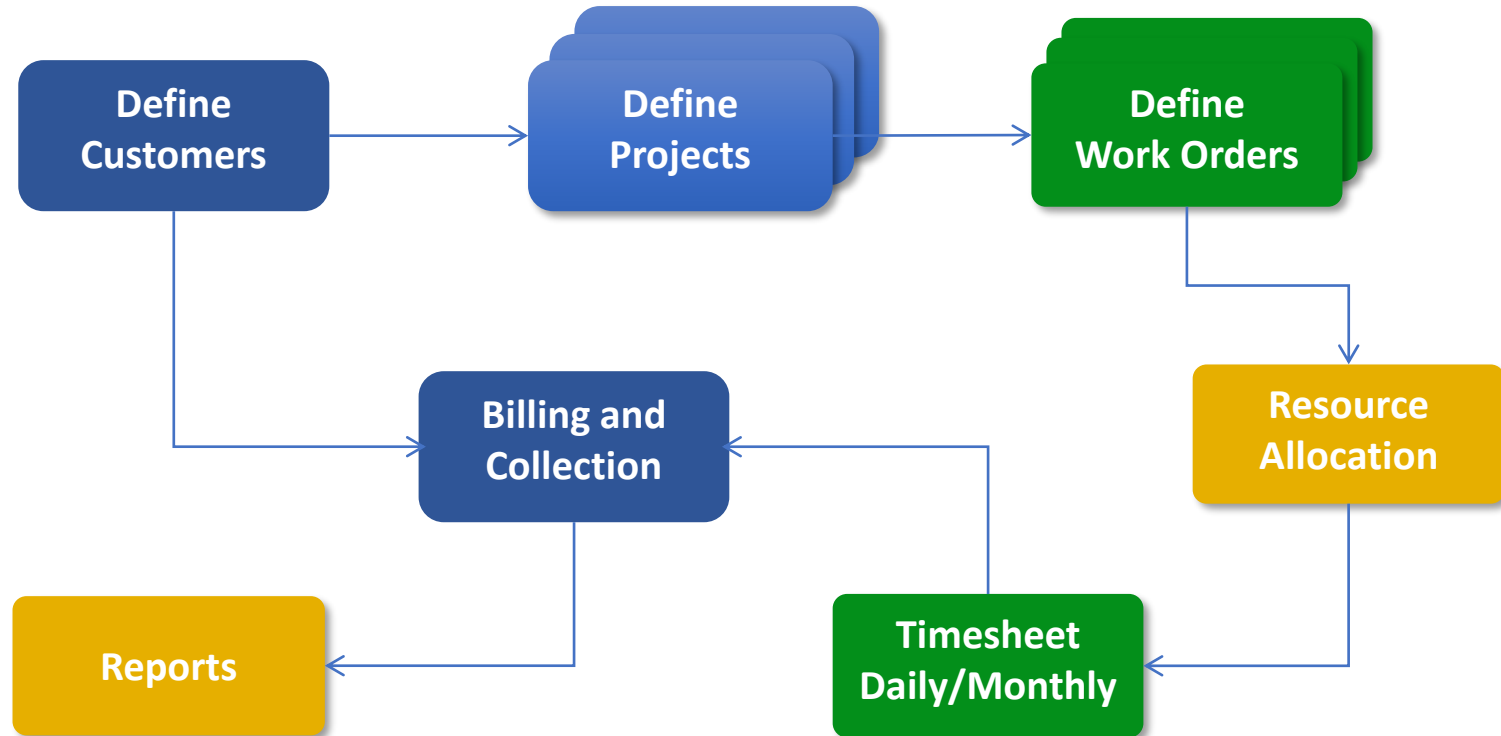 Define
Customers
Define
Projects
Define
Work Orders
Billing and
Collection
Resource
Allocation
Reports
Timesheet
Daily/Monthly